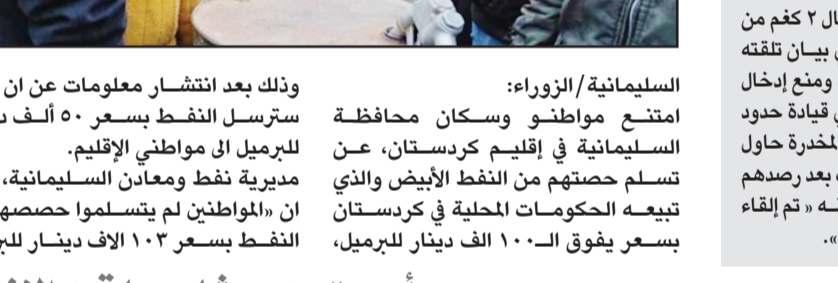 السليمانية/الزوراء:
امتنع مواطنو وسكان محافظة
السليمانية في إقليم كردستان، عن
تسلم حصتهم من النفط الأبيض والذي
تبيعه الحكومات المحلية في كردستان
بسعر يفوق الـ١٠٠ الف دينار للبرميل،
وذلك بعد انتشار معلومات عن ان
سترسل النفط بسعر ٥٠ ألف
للبرميل الى مواطني الإقليم.
مديرية نفط ومعادن السليمانية،
ان «المواطنين لم يتسلموا
النفط بسعر ١٠٣ الاف دينار
٢ كغم من
بيان تلقته
ومنع إدخال
قيادة حدود
المخدرة حاول
بعد رصدهم
« تم إلقاء
».